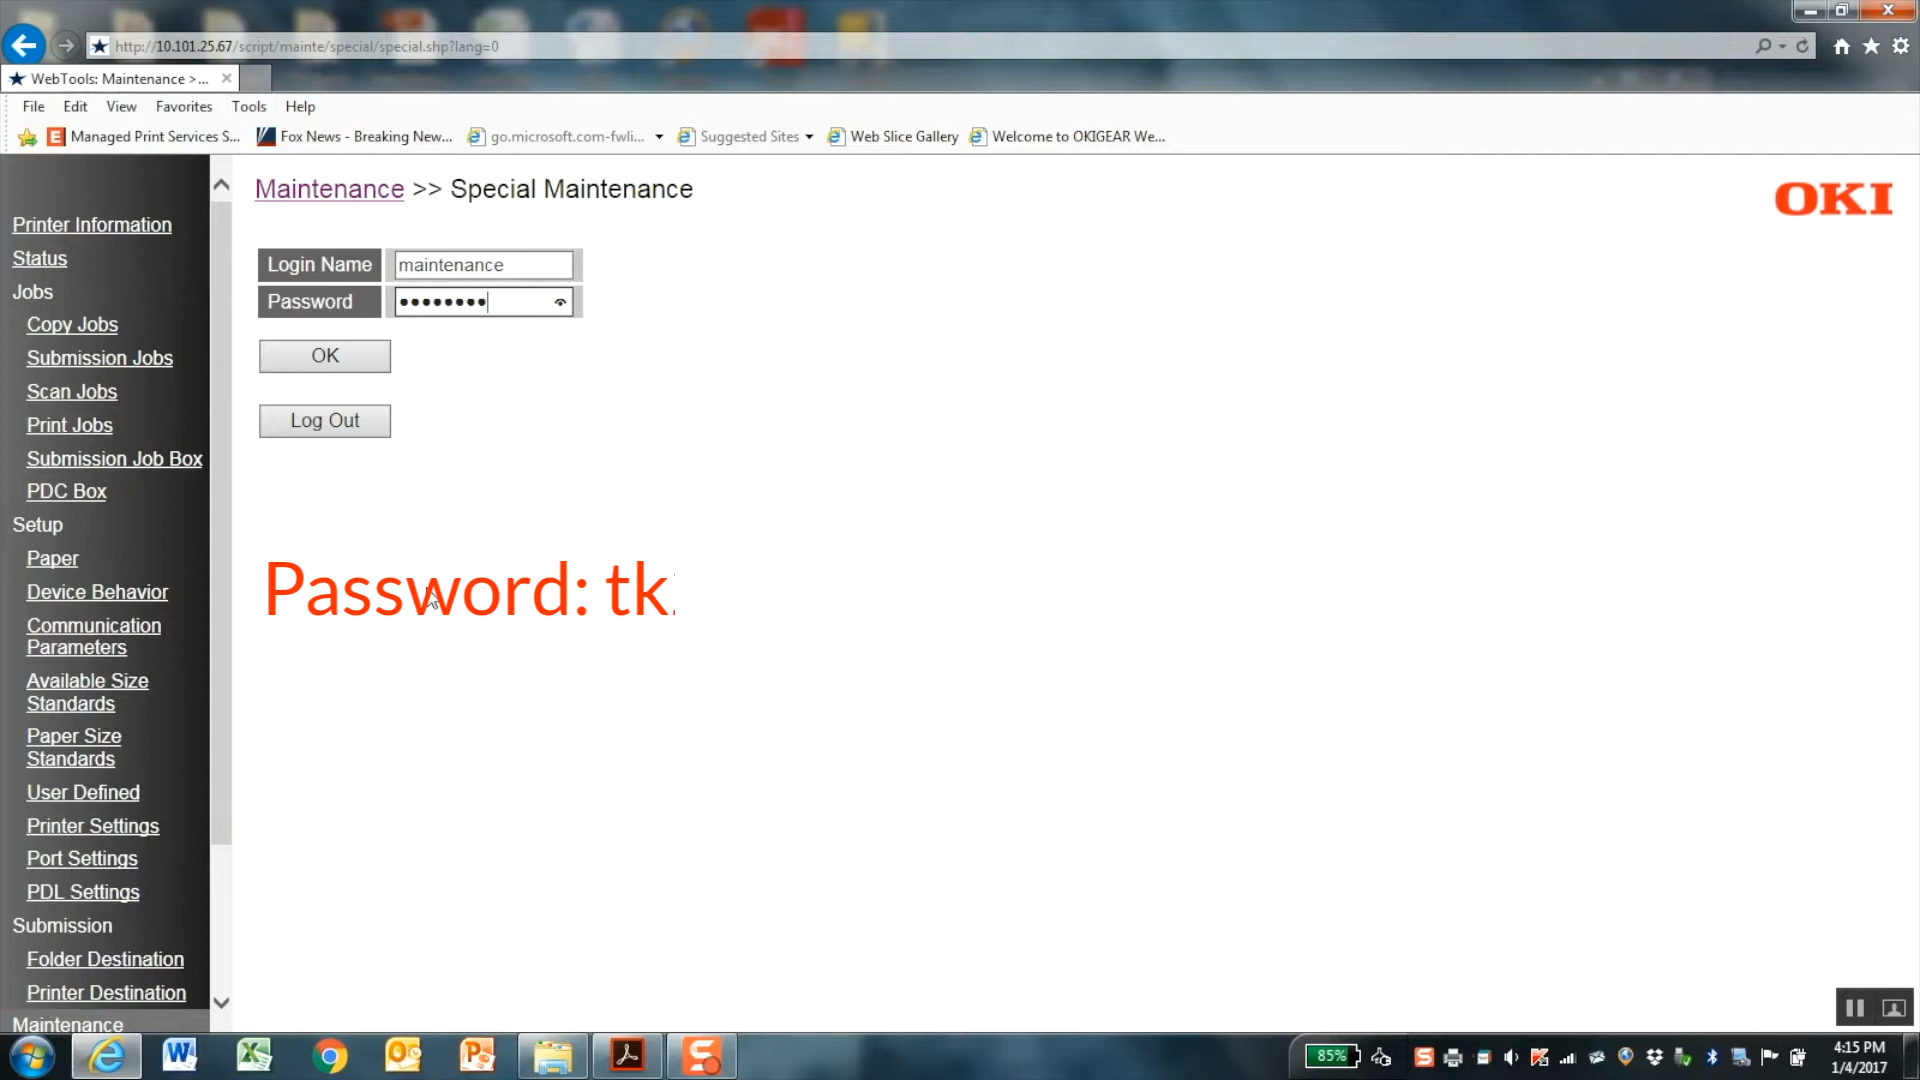 http://10.101.25.67/script/mainte/special/special.shp?lang=0
WebTools: Maintenance >...
File Edit View Favorites Tools Help
Managed Print Services S... Fox News - Breaking New... go.microsoft.com-fwli... Suggested Sites Web Slice Gallery Welcome to OKIGEAR We...
Maintenance >> Special Maintenance
OKI
Login Name maintenance
Password
OK
Log Out
Password: tk
Printer Information
Status
Jobs
Copy Jobs
Submission Jobs
Scan Jobs
Print Jobs
Submission Job Box
PDC Box
Setup
Paper
Device Behavior
Communication
Parameters
Available Size
Standards
Paper Size
Standards
User Defined
Printer Settings
Port Settings
PDL Settings
Submission
Folder Destination
Printer Destination
Maintenance
85%
4:15 PM
1/4/2017